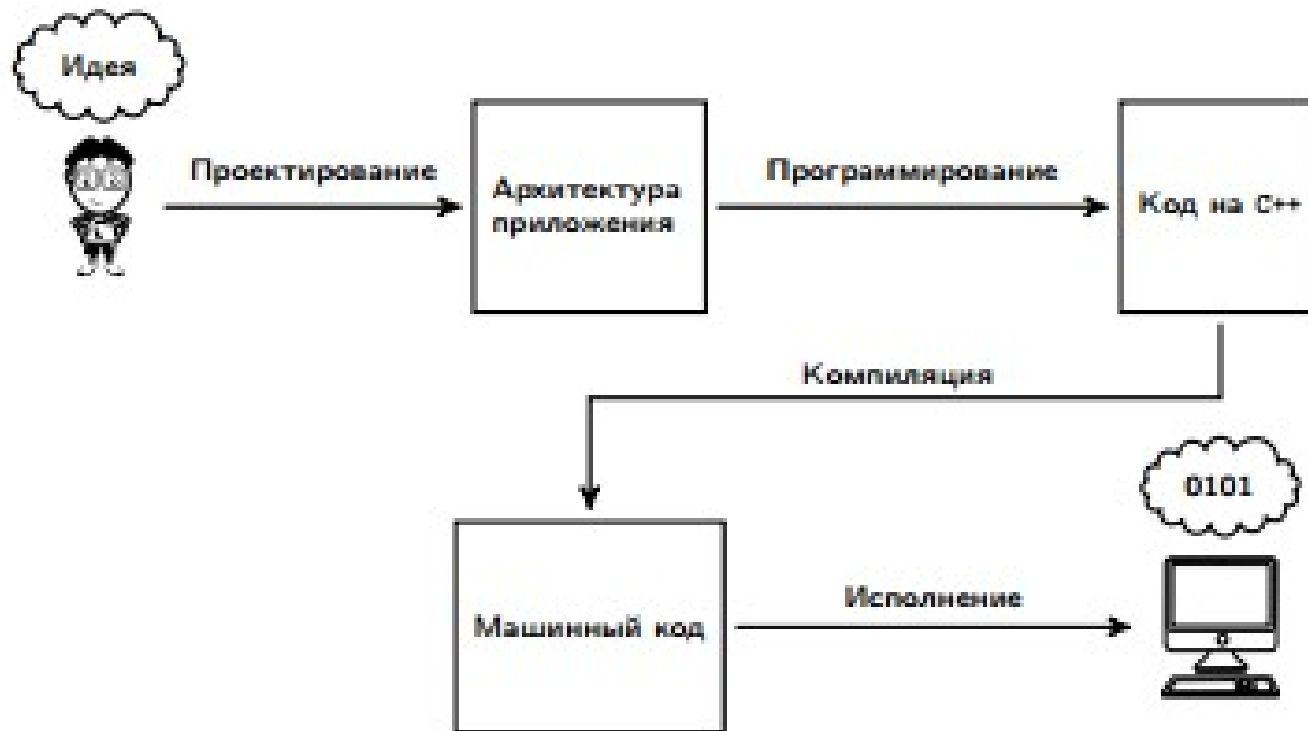 Идея
Проектирование
Архитектура
приложения
Программирование
Код на C++
Компиляция
0101
Машинный код
Исполнение